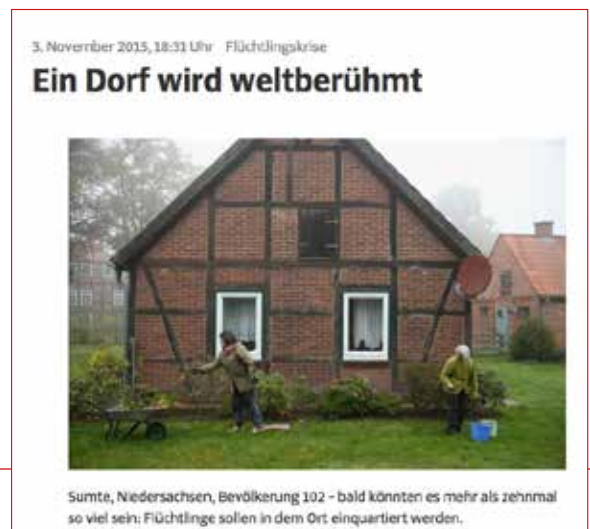 3. November 2015, 18:31 Uhr Flüchtlingskrise
Ein Dorf wird weltberühmt
Sumte, Niedersachsen, Bevölkerung 102 - bald könnten es mehr als zehnmal
so viel sein: Flüchtlinge sollen in dem Ort einquartiert werden.